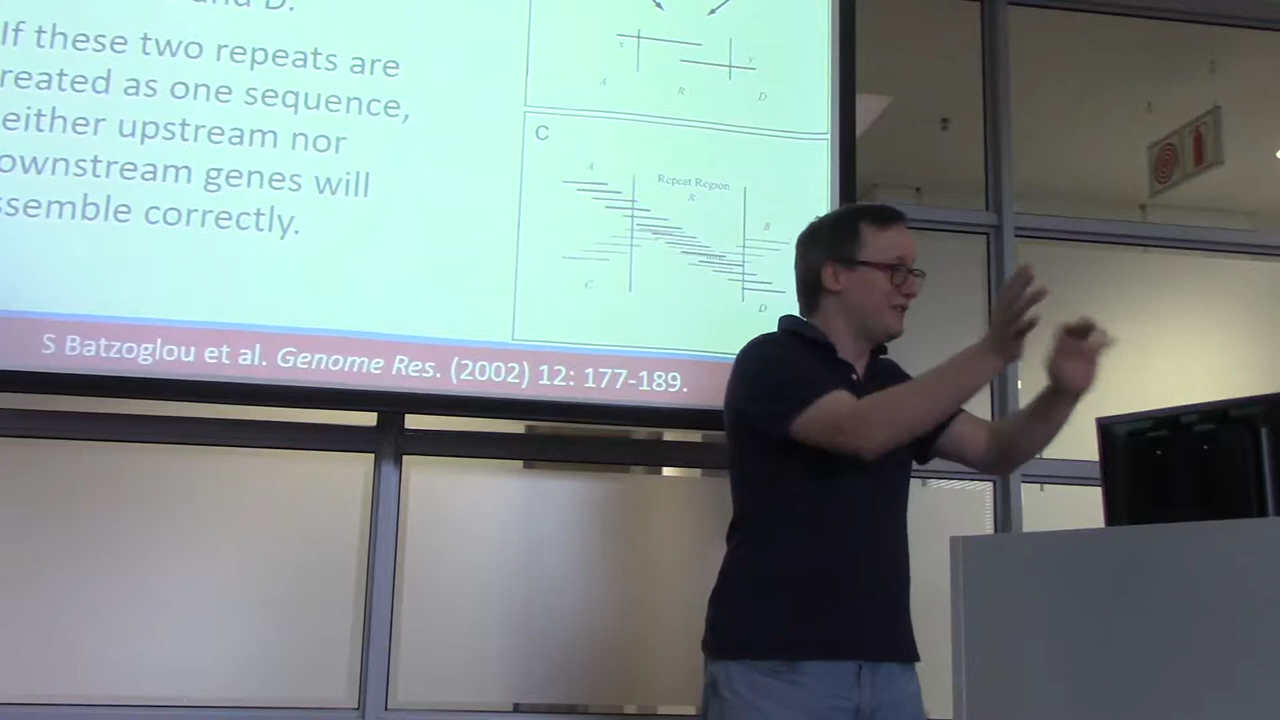 and D.
If these two repeats are
reated as one sequence,
either upstream nor
ownstream genes will
ssemble correctly.
x
y
A
R
D
C
A
Repeat Region
R
B
C
D
S Batzoglou et al. Genome Res. (2002) 12: 177-189.